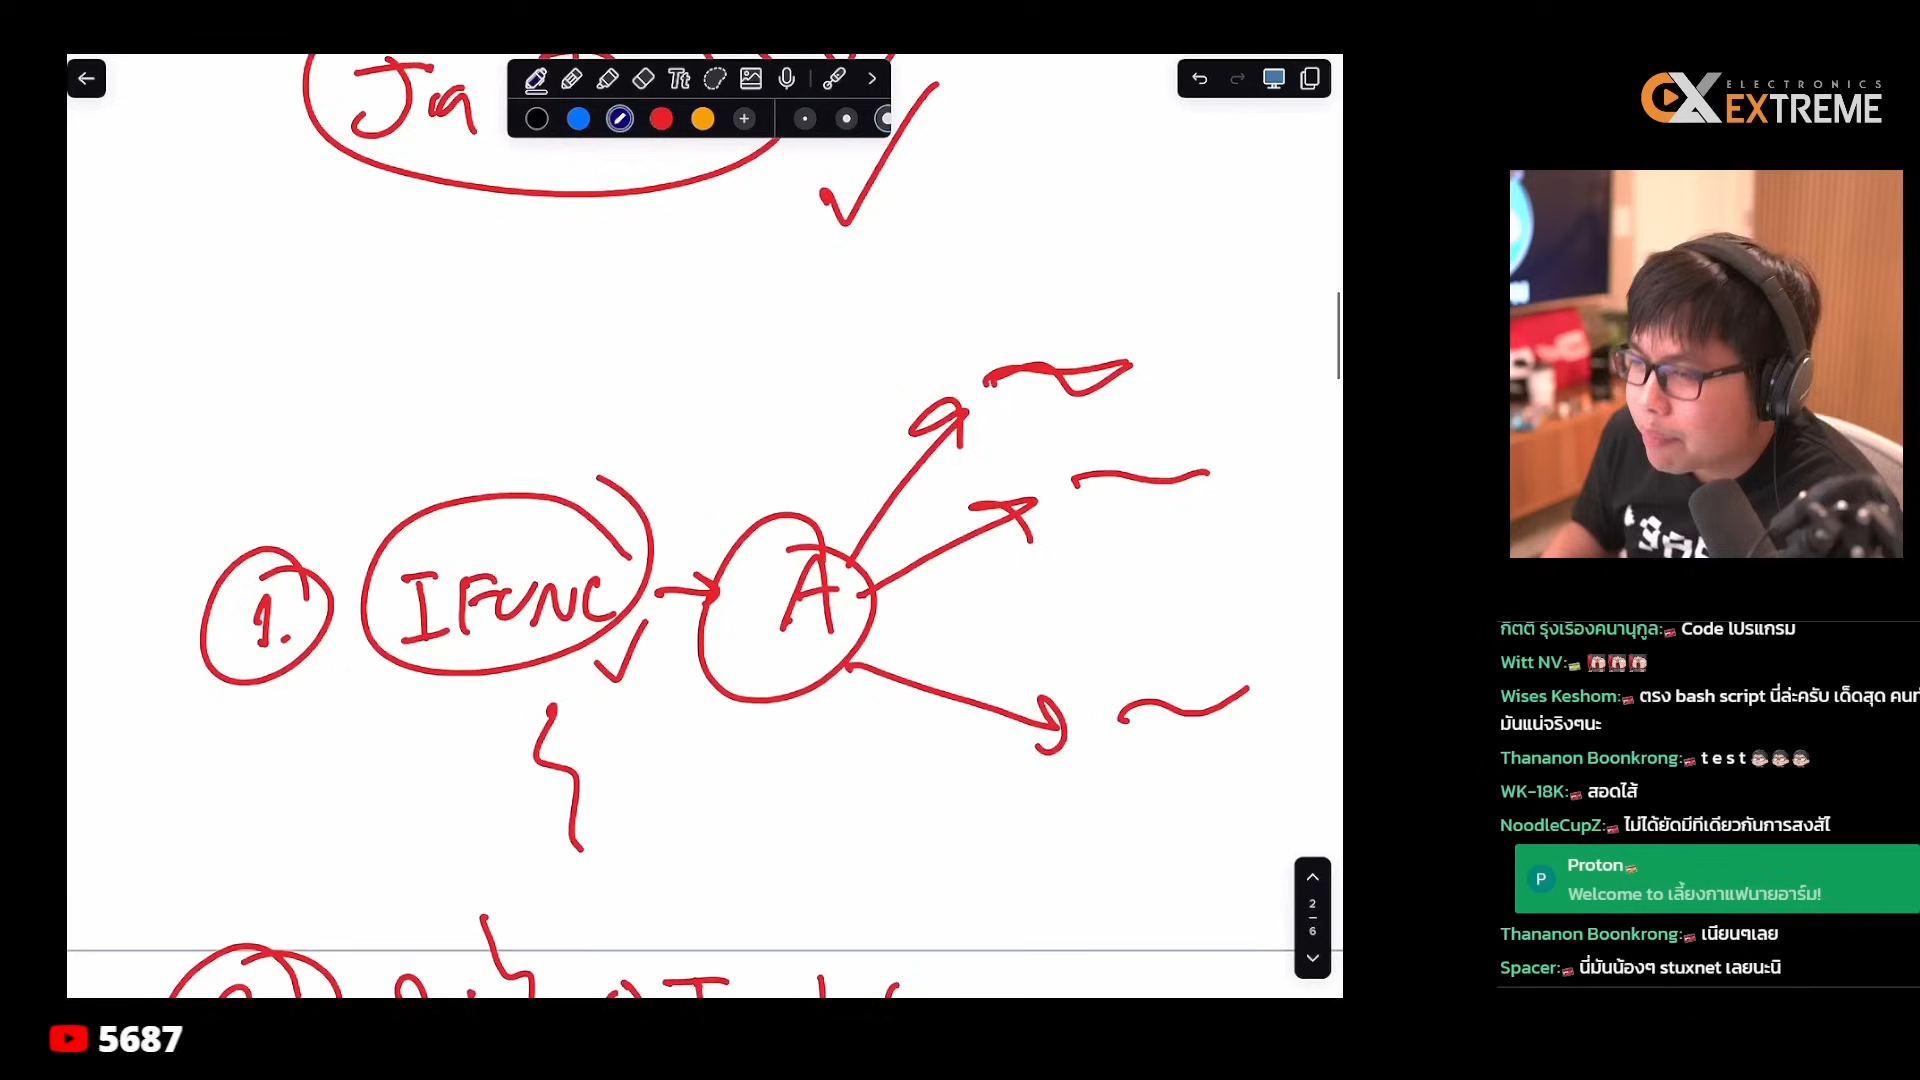 Jia
Tt
ELECTRONICS
EXTREME
1. IFUNC → A
กิตติ รุ่งเรืองคนานุกูล: Code โปรแกรม
Witt NV:
Wises Keshom: ตรง bash script นี่ล่ะครับ เด็ดสุด คนท
มันแน่จริงๆนะ
Thananon Boonkrong: t e s t
WK-18K: สอดไส้
NoodleCupZ: ไม่ได้ยัดมีทีเดียวกันการสงสั
P
Proton
Welcome to เลี้ยงกาแฟนายอาร์ม!
Thananon Boonkrong: เนียนๆเลย
Spacer: นี่มันน้องๆ stuxnet เลยนะนิ
2
6
5687